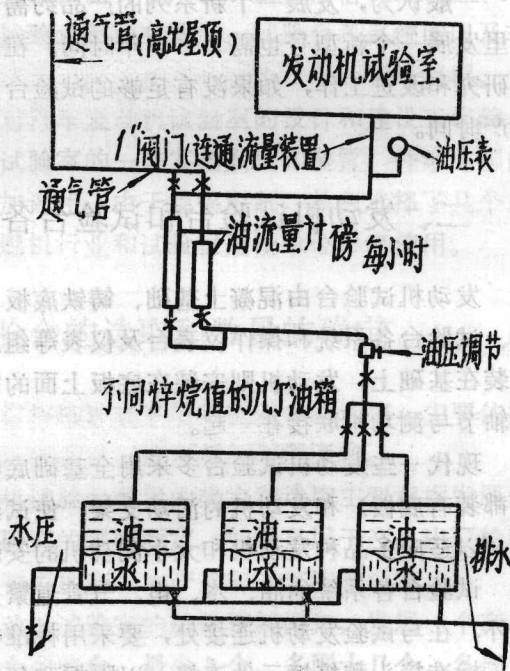 通气管(高出屋顶)
发动机试验室
1"阀门(连通流量装置)
油压表
通气管
油流量计 磅 每小时
油压调节
不同辛烷值的几个油箱
水压
油
水
油
水
油
水
排水